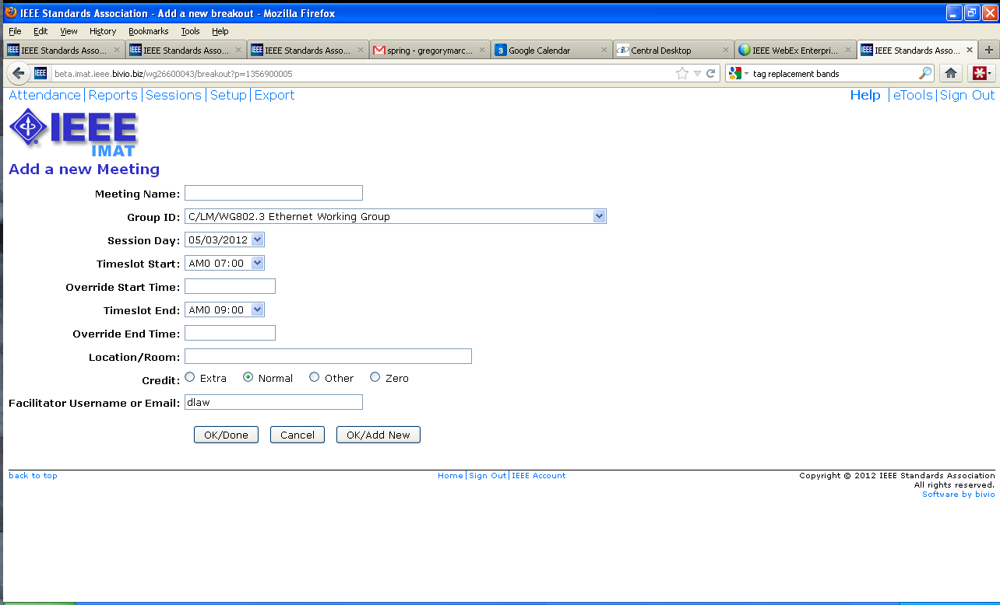 IEEE Standards Association - Add a new breakout - Mozilla Firefox
File Edit View History Bookmarks Tools Help
IEEE IEEE Standards Asso... IEEE IEEE Standards Asso... IEEE IEEE Standards Asso... spring - gregorymarc... 3 Google Calendar Central Desktop IEEE WebEx Enterpri... IEEE IEEE Standards Asso...
IEEE beta.imat.ieee.bivio.biz/wg26600043/breakout?p=1356900005 tag replacement bands
Attendance| Reports| Sessions| Setup| Export Help | eTools| Sign Out
IEEE
IMAT
Add a new Meeting
Meeting Name:
Group ID: C/LM/WG802.3 Ethernet Working Group
Session Day: 05/03/2012
Timeslot Start: AM0 07:00
Override Start Time:
Timeslot End: AM0 09:00
Override End Time:
Location/Room:
Credit: Extra Normal Other Zero
Facilitator Username or Email: dlaw
OK/Done Cancel OK/Add New
back to top Home| Sign Out| IEEE Account Copyright © 2012 IEEE Standards Association
All rights reserved.
Software by bivio